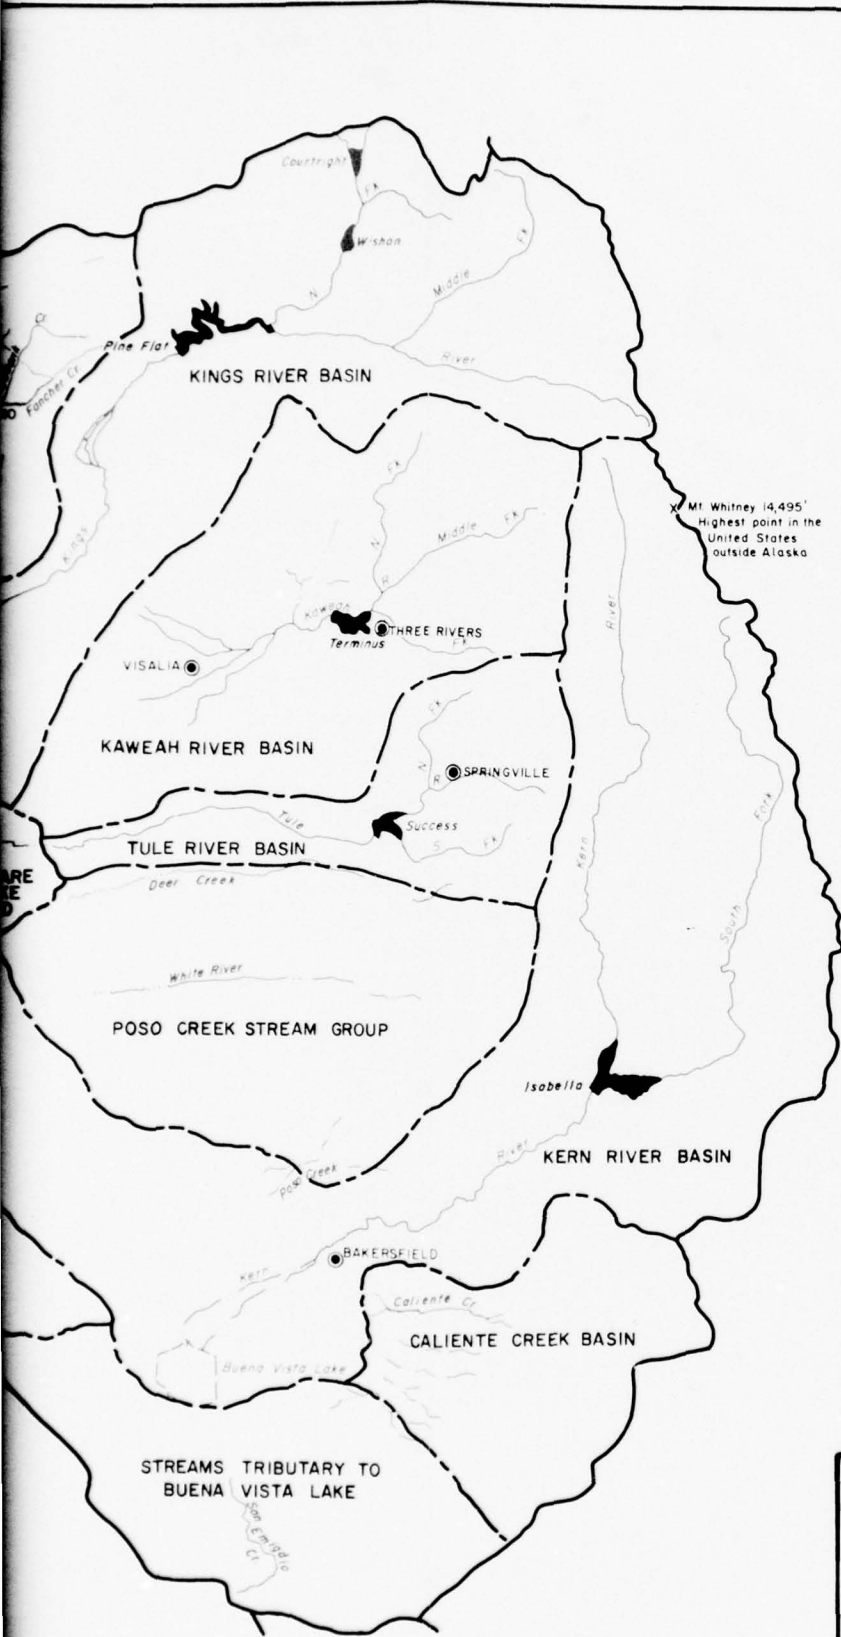 Courtright
Fk
Wishon
N
Middle
Fk
Cr
Pine Flat
Fancher Cr.
River
KINGS RIVER BASIN
Kings
Fk
N
R
Middle Fk
Mt. Whitney 14,495'
Highest point in the
United States
outside Alaska
Kaweah
THREE RIVERS
Terminus
Fk
VISALIA
River
KAWEAH RIVER BASIN
Fk
N
R
SPRINGVILLE
Tule
Success
S Fk
TULE RIVER BASIN
Kern
South Fork
Deer Creek
White River
POSO CREEK STREAM GROUP
Isabella
River
KERN RIVER BASIN
Poso Creek
BAKERSFIELD
Kern
Caliente Cr
CALIENTE CREEK BASIN
Buena Vista Lake
STREAMS TRIBUTARY TO
BUENA VISTA LAKE
San Emigdio
Cr